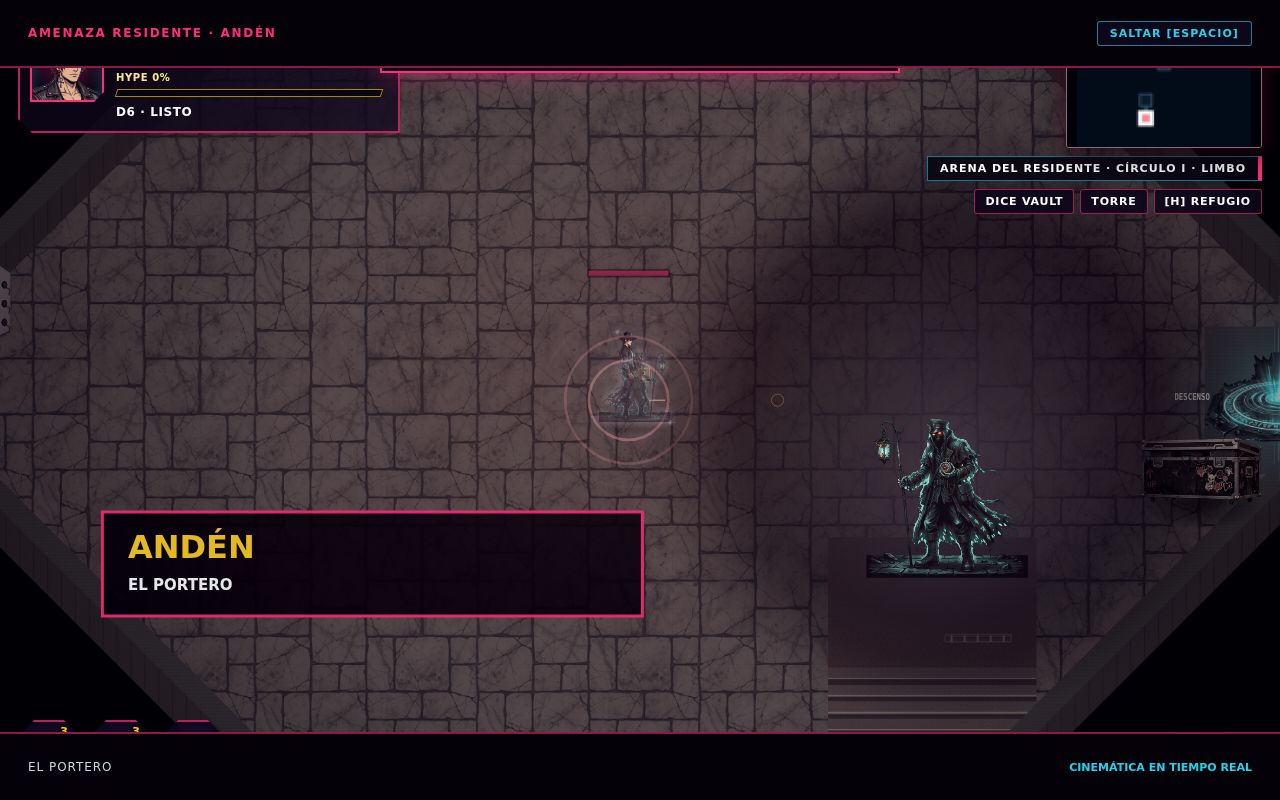 AMENAZA RESIDENTE · ANDÉN
SALTAR [ESPACIO]
HYPE 0%
D6 · LISTO
ARENA DEL RESIDENTE · CÍRCULO I · LIMBO
DICE VAULT
TORRE
[H] REFUGIO
DESCENSO
ANDÉN
EL PORTERO
3
3
EL PORTERO
CINEMÁTICA EN TIEMPO REAL